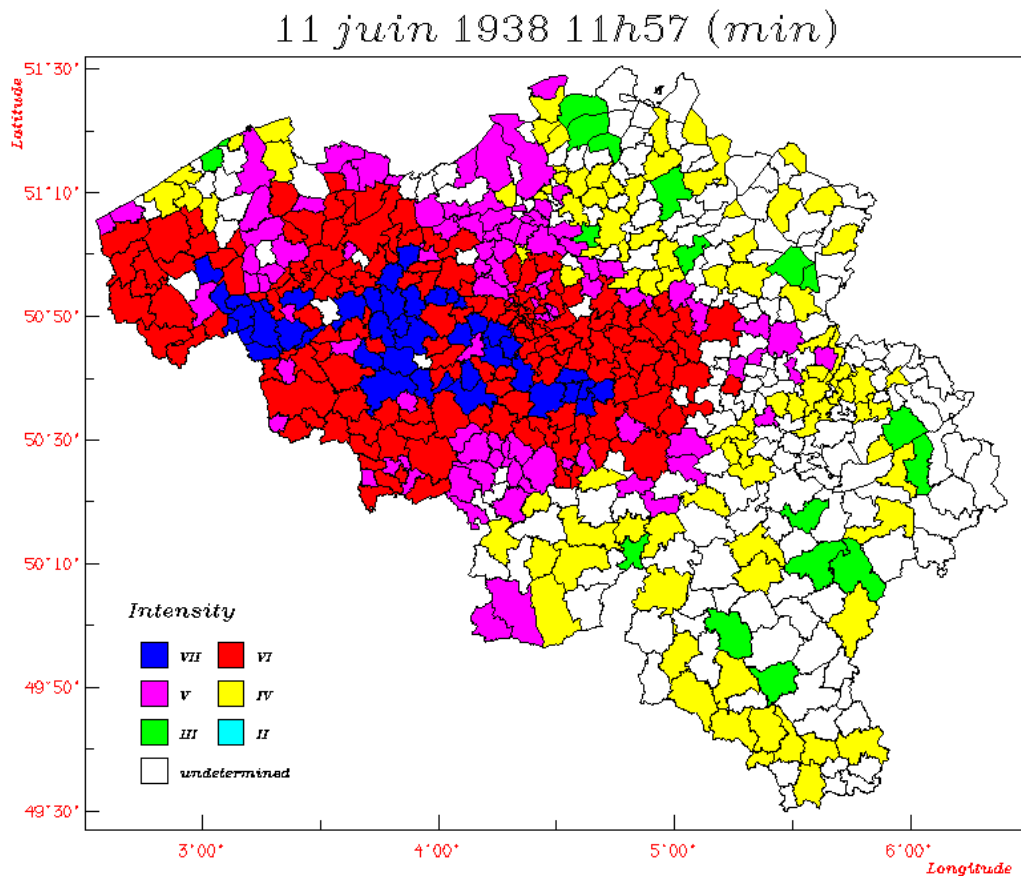 11 juin 1938 11h57 (min)
Latitude
51°30'
51°10'
50°50'
50°30'
50°10'
49°50'
49°30'
Intensity
VII VI
V IV
III II
undetermined
3°00' 4°00' 5°00' 6°00'
Longitude